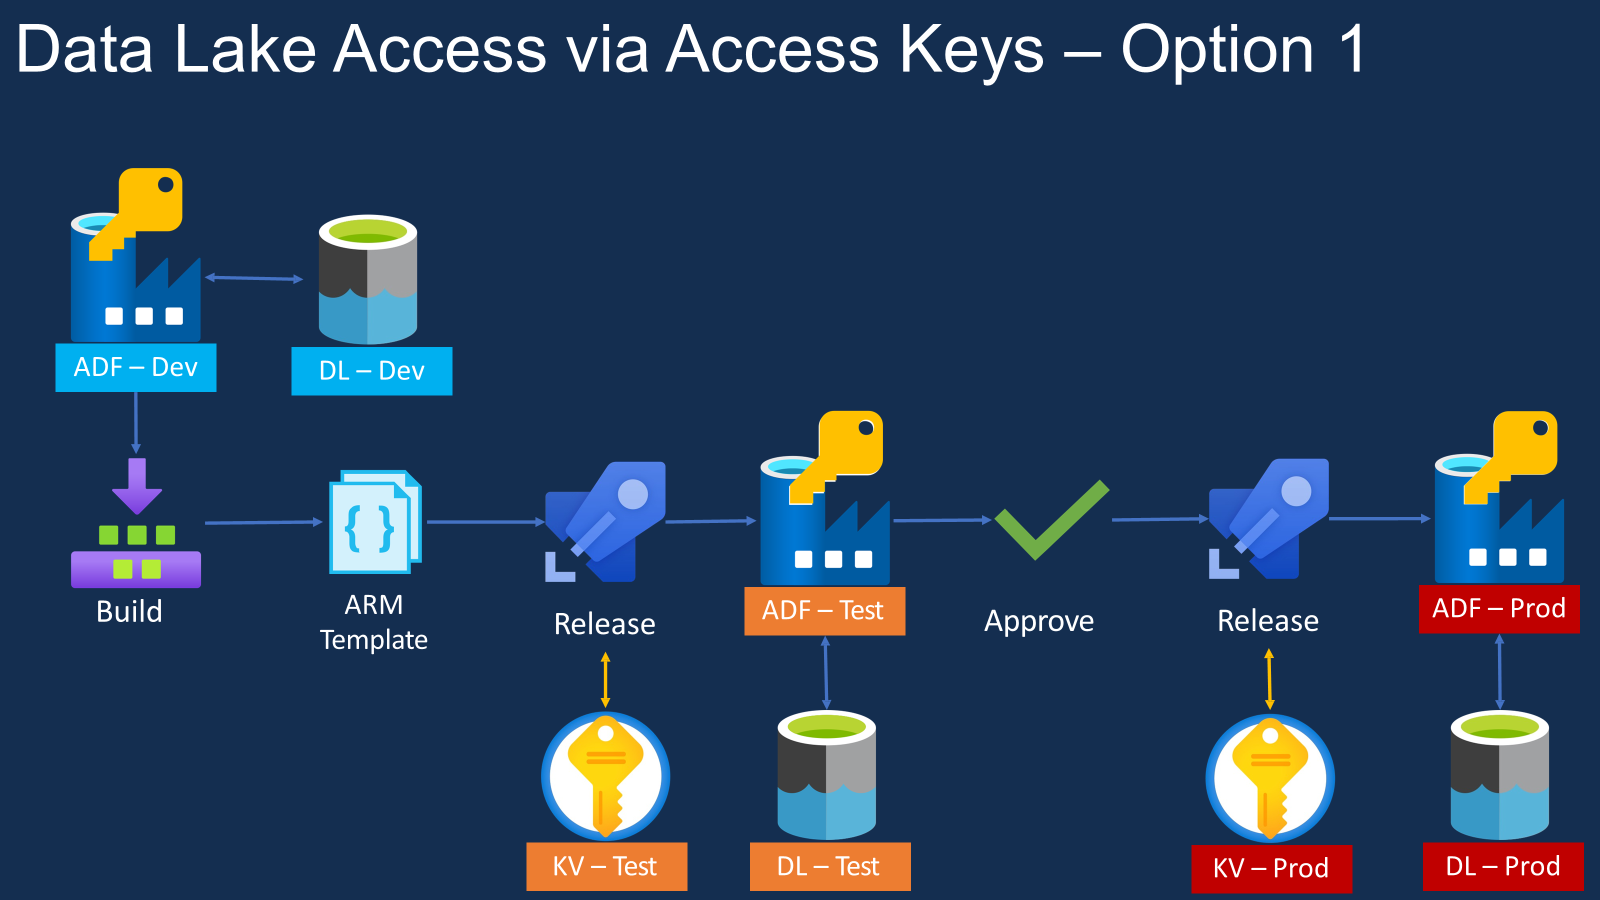 Data Lake Access via Access Keys – Option 1
ADF – Dev
DL – Dev
{ }
Build
ARM
Template
Release
ADF – Test
Approve
Release
ADF – Prod
KV – Test
DL – Test
KV – Prod
DL – Prod